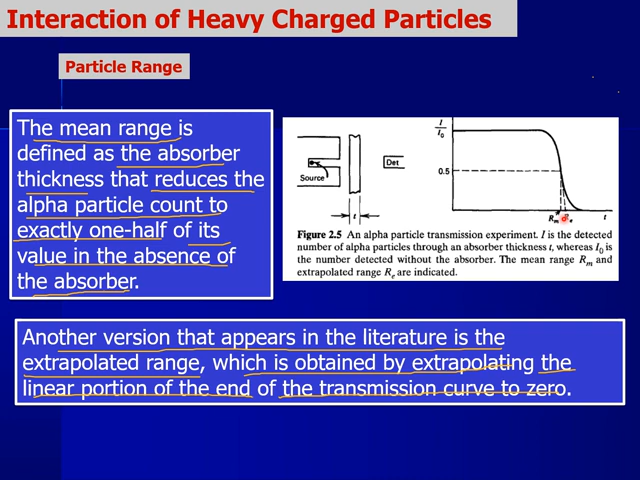 Interaction of Heavy Charged Particles
Particle Range
The mean range is
defined as the absorber
thickness that reduces the
alpha particle count to
exactly one-half of its
value in the absence of
the absorber.
Source
t
Det
I
I₀
0.5
Rₘ Rₑ
t
Figure 2.5 An alpha particle transmission experiment. I is the detected
number of alpha particles through an absorber thickness t, whereas I₀ is
the number detected without the absorber. The mean range Rₘ and
extrapolated range Rₑ are indicated.
Another version that appears in the literature is the
extrapolated range, which is obtained by extrapolating the
linear portion of the end of the transmission curve to zero.